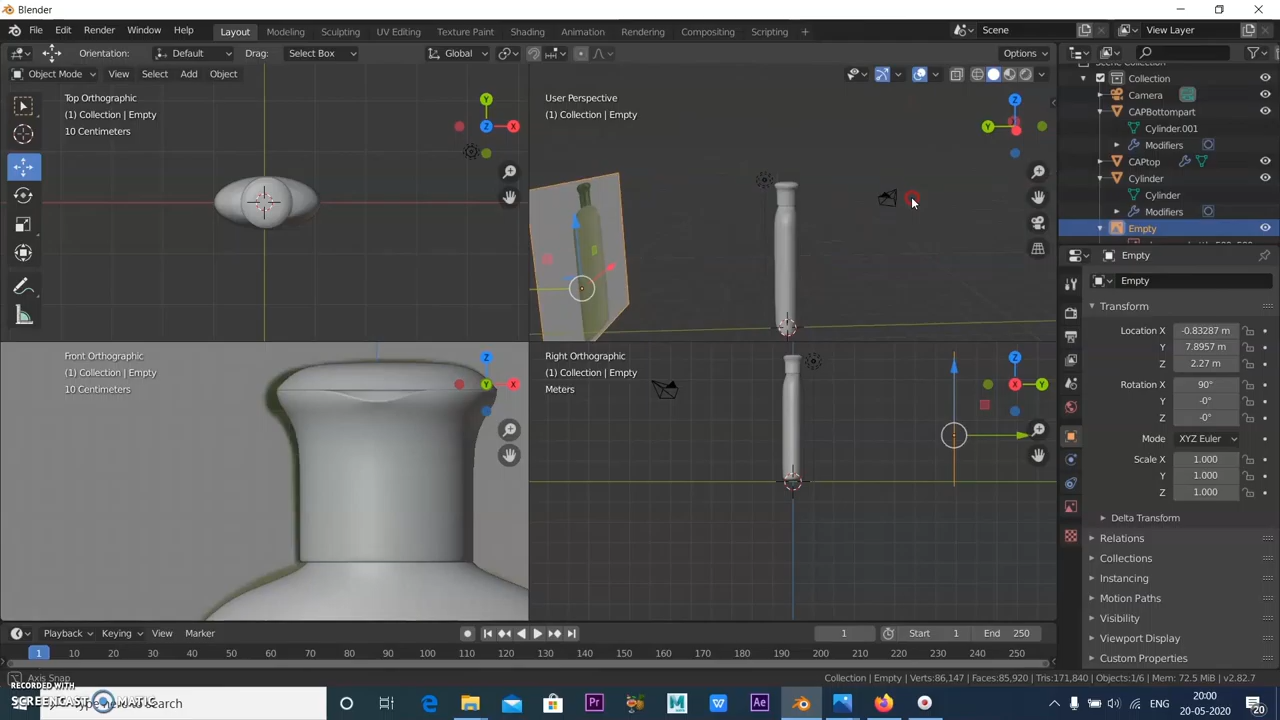 Blender
File Edit Render Window Help Layout Modeling Sculpting UV Editing Texture Paint Shading Animation Rendering Compositing Scripting Scene View Layer
Orientation: Default Drag: Select Box Global Options
Object Mode View Select Add Object
Top Orthographic
(1) Collection | Empty
10 Centimeters
Y
Z X
User Perspective
(1) Collection | Empty
Z
Y
Front Orthographic
(1) Collection | Empty
10 Centimeters
Z
Y X
Right Orthographic
(1) Collection | Empty
Meters
Z
X Y
Collection
Camera
CAPBottompart
Cylinder.001
Modifiers
CAPtop
Cylinder
Cylinder
Modifiers
Empty
Empty
Empty
Transform
Location X -0.83287 m
Y 7.8957 m
Z 2.27 m
Rotation X 90°
Y -0°
Z -0°
Mode XYZ Euler
Scale X 1.000
Y 1.000
Z 1.000
Delta Transform
Relations
Collections
Instancing
Motion Paths
Visibility
Viewport Display
Custom Properties
Playback Keying View Marker 1 Start 1 End 250
1 10 20 30 40 50 60 70 80 90 100 110 120 130 140 150 160 170 180 190 200 210 220 230 240 250
Axis Snap
Collection | Empty | Verts:86,147 | Faces:85,920 | Tris:171,840 | Objects:1/6 | Mem: 72.5 MiB | v2.82.7
RECORDED WITH
SCREENCAST MATIC
here to search
Pr M W Ae
20:00
20-05-2020
20